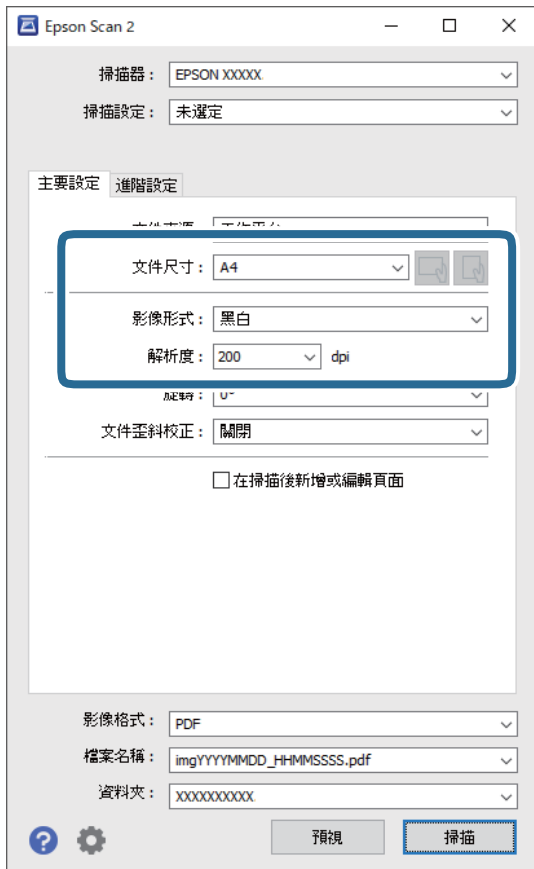 Epson Scan 2
掃描器： EPSON XXXXX
掃描設定： 未選定
主要設定 進階設定
文件尺寸： A4
影像形式： 黑白
解析度： 200 dpi
旋轉： 0°
文件歪斜校正： 關閉
在掃描後新增或編輯頁面
影像格式： PDF
檔案名稱： imgYYYYMMDD_HHMMSSSS.pdf
資料夾： XXXXXXXXXX
預視 掃描